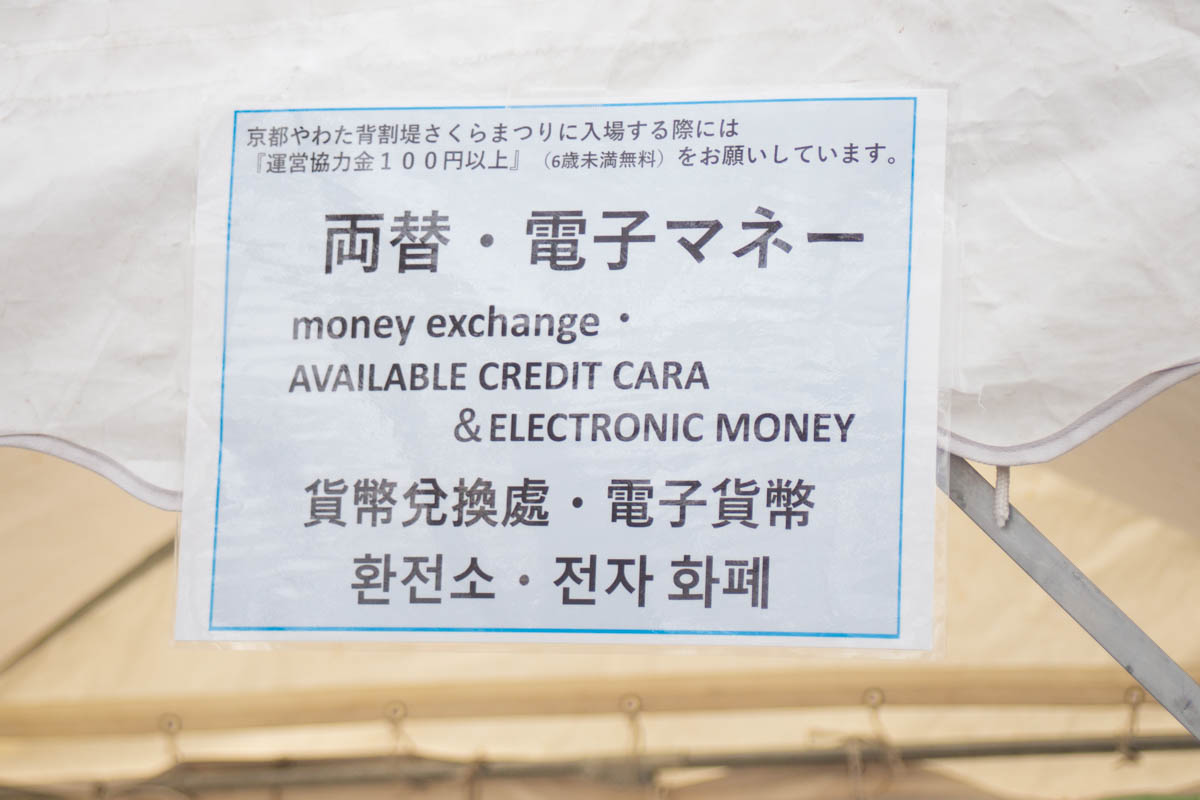 京都やわた背割堤さくらまつりに入場する際には
『運営協力金１００円以上』（6歳未満無料）をお願いしています。
両替・電子マネー
money exchange・
AVAILABLE CREDIT CARA
＆ELECTRONIC MONEY
貨幣兌換處・電子貨幣
환전소・전자 화폐